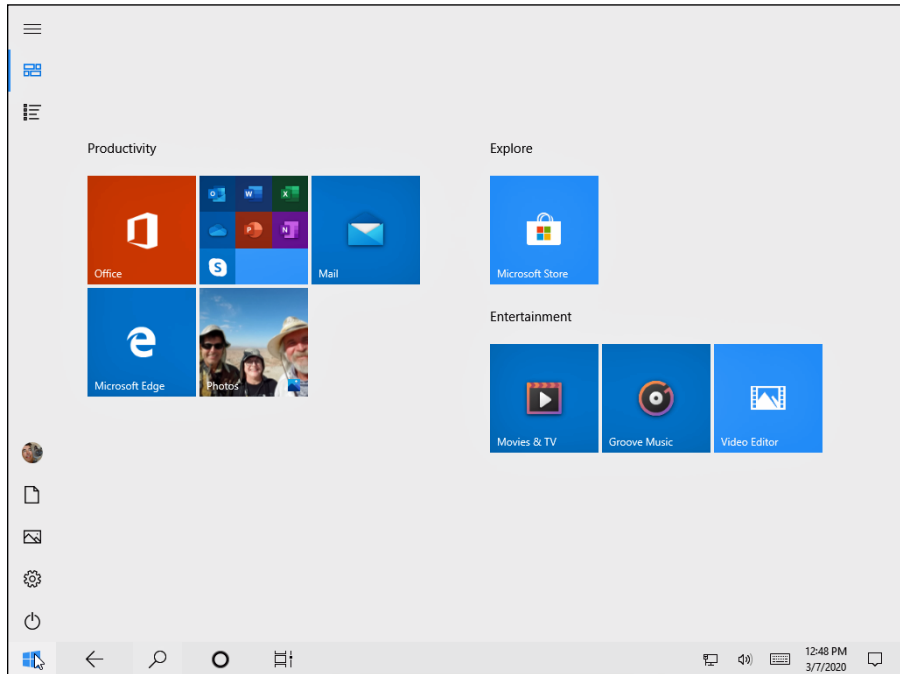 Productivity
Explore
Office
Mail
Microsoft Store
Entertainment
Microsoft Edge
Photos
Movies & TV
Groove Music
Video Editor
12:48 PM
3/7/2020